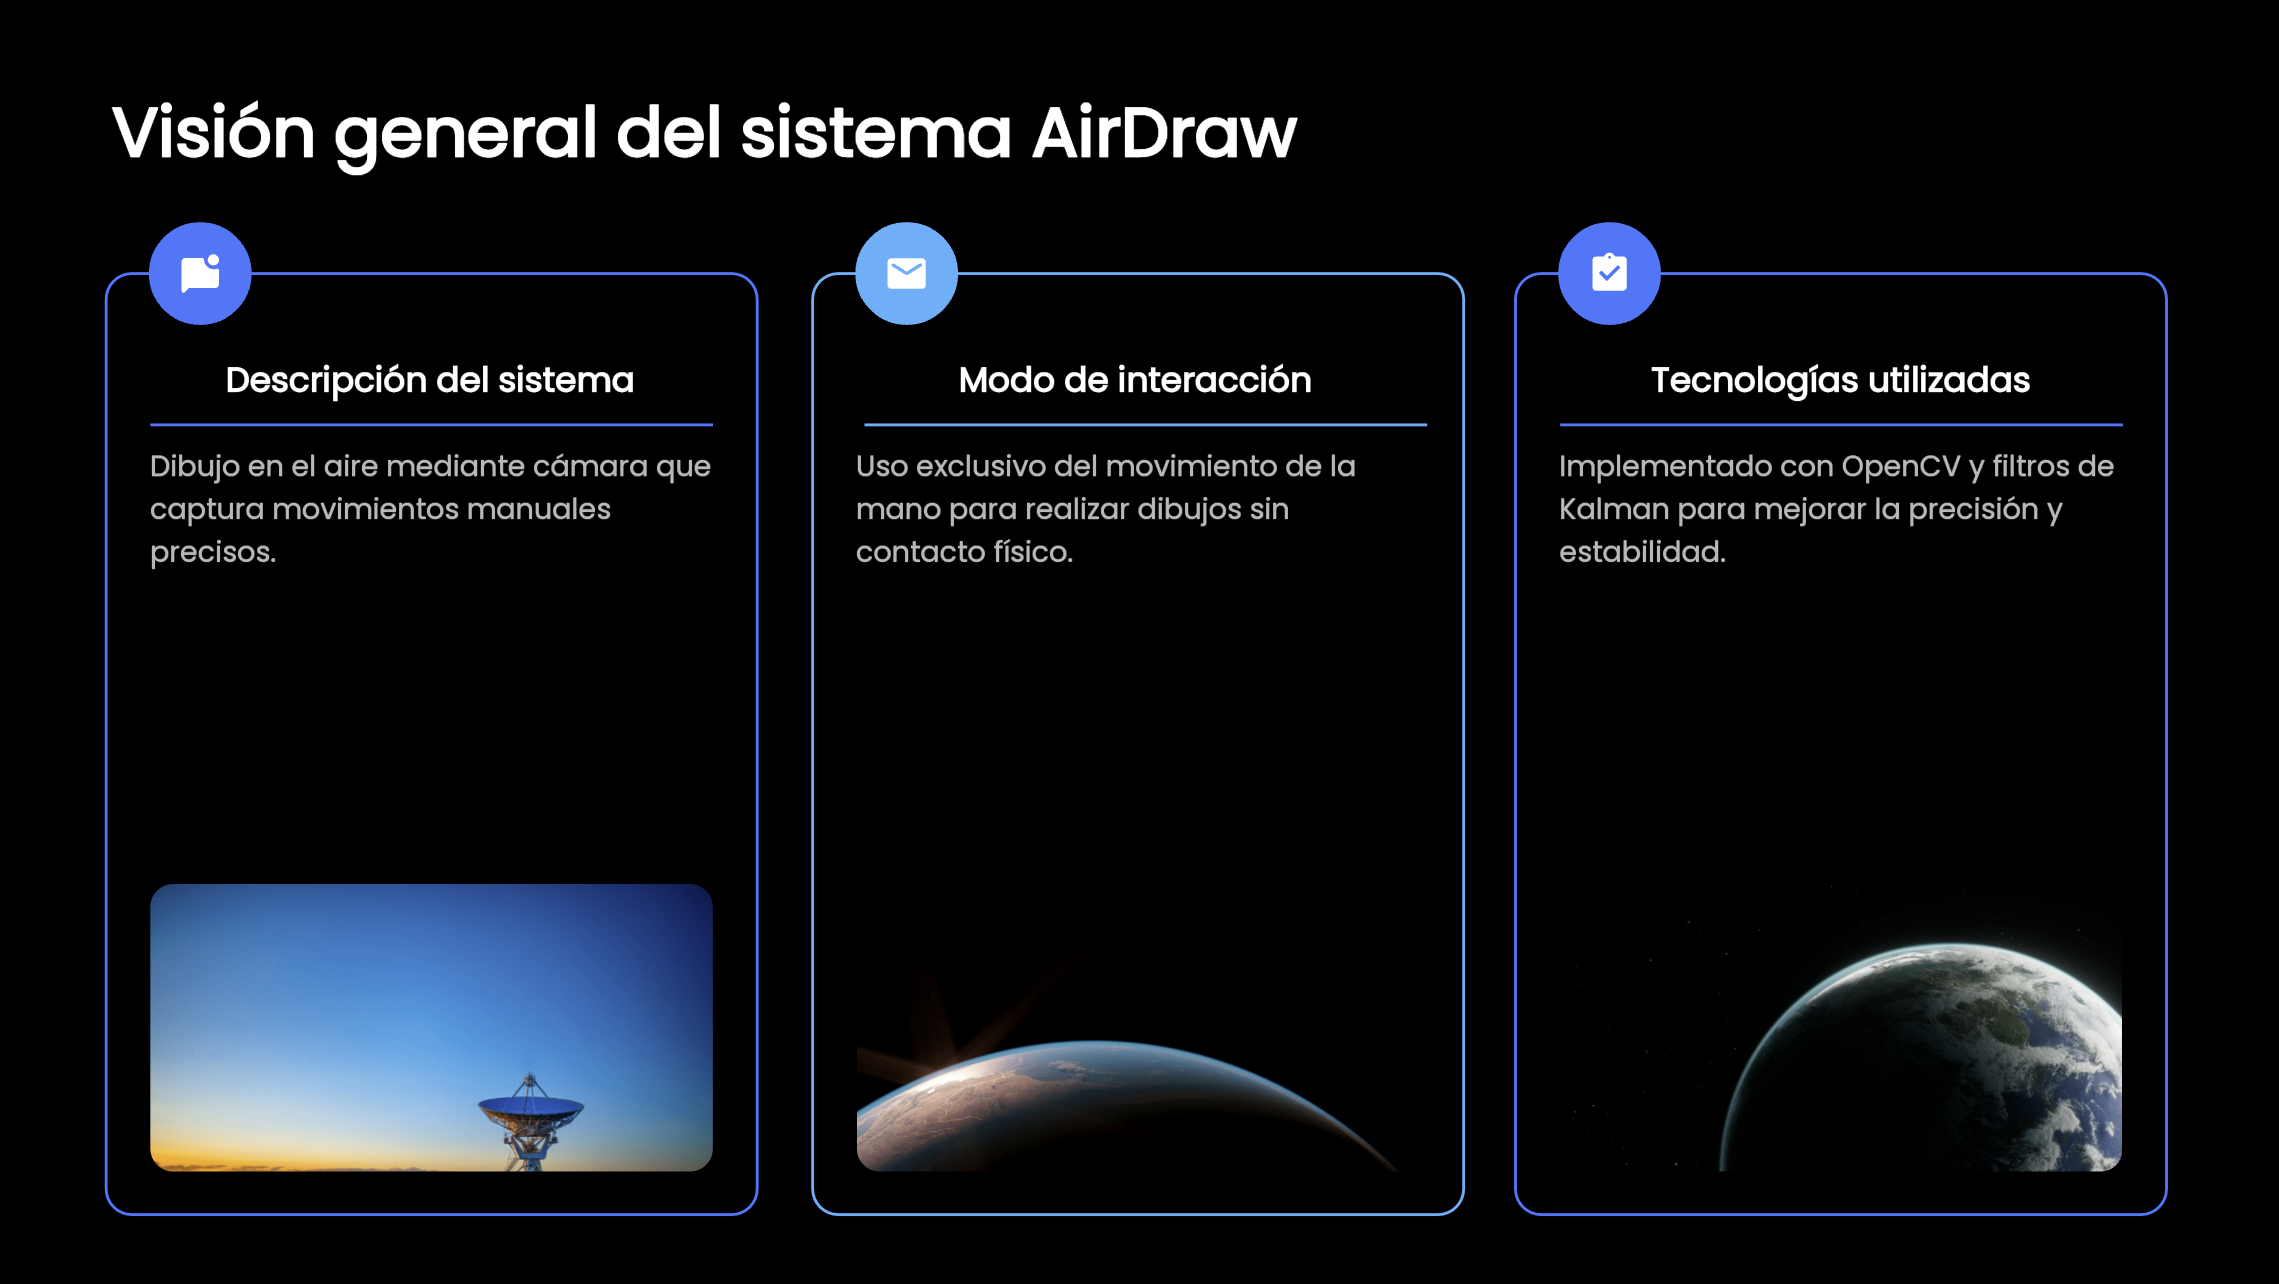 Visión general del sistema AirDraw
Descripción del sistema
Dibujo en el aire mediante cámara que
captura movimientos manuales
precisos.
Modo de interacción
Uso exclusivo del movimiento de la
mano para realizar dibujos sin
contacto físico.
Tecnologías utilizadas
Implementado con OpenCV y filtros de
Kalman para mejorar la precisión y
estabilidad.